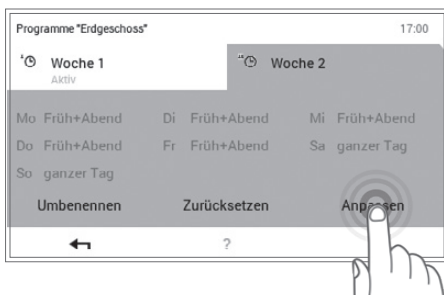 Programme "Erdgeschoss" 17:00
Woche 1 Woche 2
Aktiv
Mo Früh+Abend Di Früh+Abend Mi Früh+Abend
Do Früh+Abend Fr Früh+Abend Sa ganzer Tag
So ganzer Tag
Umbenennen Zurücksetzen Anpassen
?